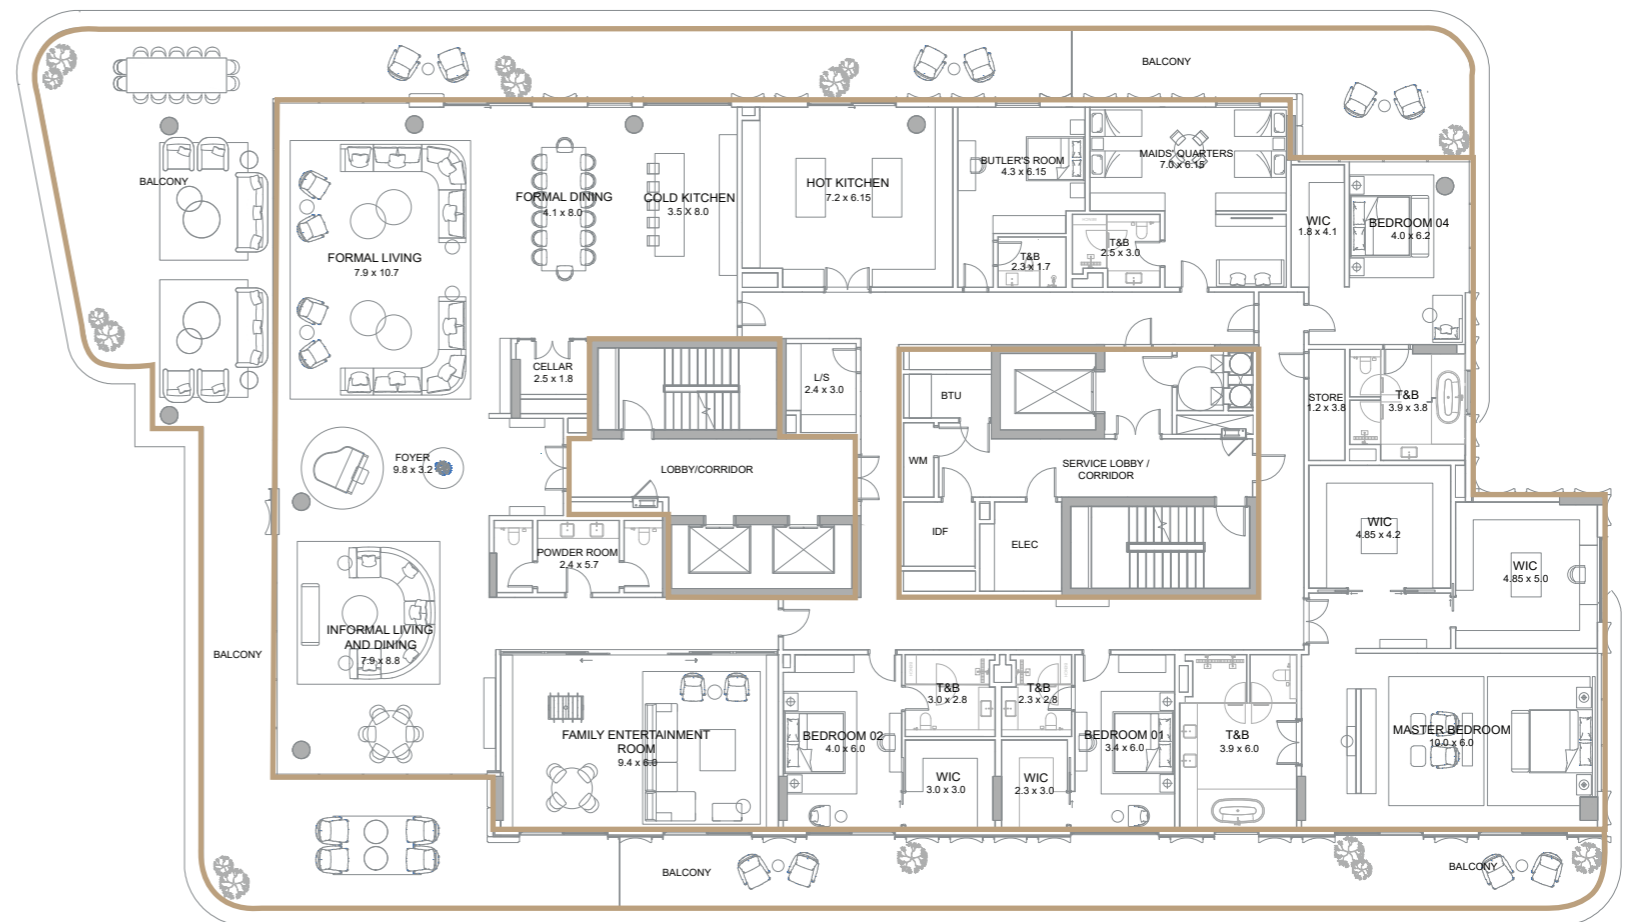 BALCONY
BALCONY
FORMAL LIVING
7.9 x 10.7
FORMAL DINING
4.1 x 8.0
COLD KITCHEN
3.5 X 8.0
HOT KITCHEN
7.2 x 6.15
BUTLER'S ROOM
4.3 x 6.15
MAIDS' QUARTERS
7.0 x 6.15
T&B
2.3 x 1.7
T&B
2.5 x 3.0
WIC
1.8 x 4.1
BEDROOM 04
4.0 x 6.2
CELLAR
2.5 x 1.8
L/S
2.4 x 3.0
BTU
STORE
1.2 x 3.8
T&B
3.9 x 3.8
FOYER
9.8 x 3.2
LOBBY/CORRIDOR
WM
SERVICE LOBBY /
CORRIDOR
IDF
ELEC
WIC
4.85 x 4.2
WIC
4.85 x 5.0
POWDER ROOM
2.4 x 5.7
INFORMAL LIVING
AND DINING
7.9 x 8.8
BALCONY
FAMILY ENTERTAINMENT
ROOM
9.4 x 6.0
BEDROOM 02
4.0 x 6.0
T&B
3.0 x 2.8
WIC
3.0 x 3.0
T&B
2.3 x 2.8
WIC
2.3 x 3.0
BEDROOM 01
3.4 x 6.0
T&B
3.9 x 6.0
MASTER BEDROOM
10.0 x 6.0
BALCONY
BALCONY